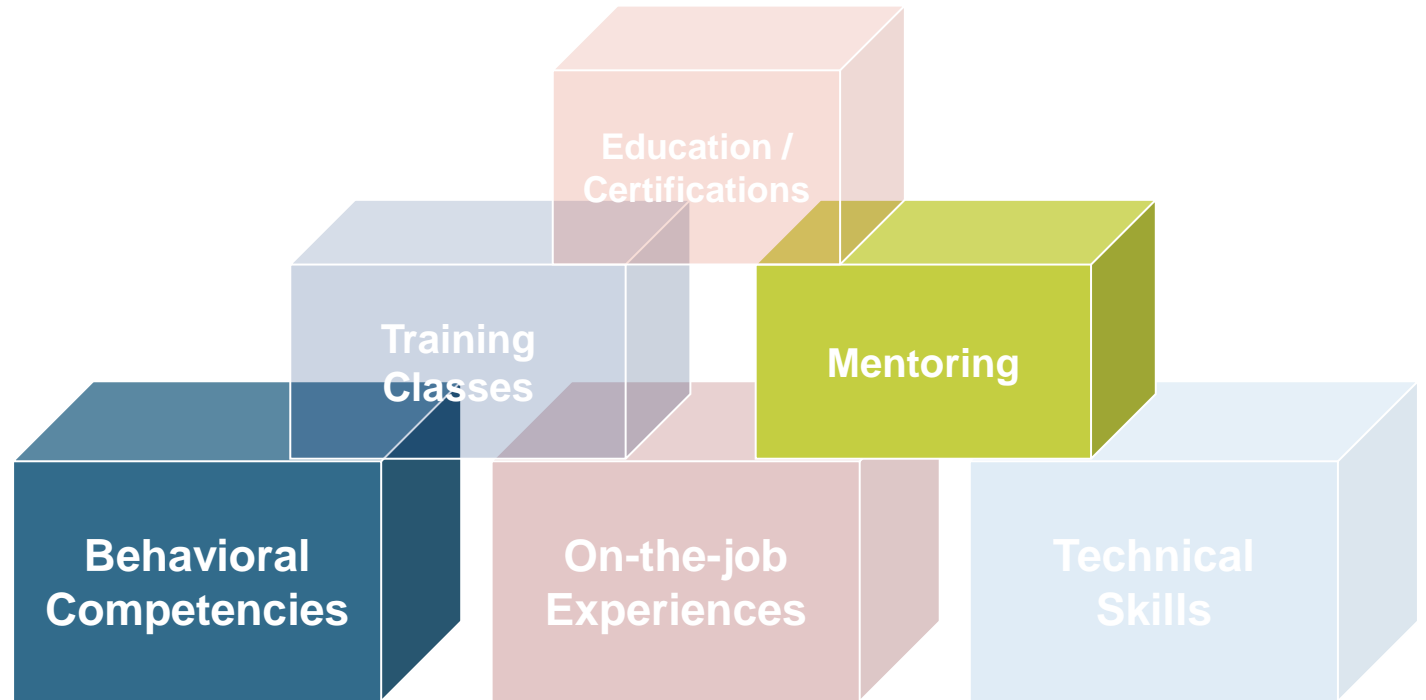 Education /
Certifications
Training
Classes
Mentoring
Behavioral
Competencies
On-the-job
Experiences
Technical
Skills